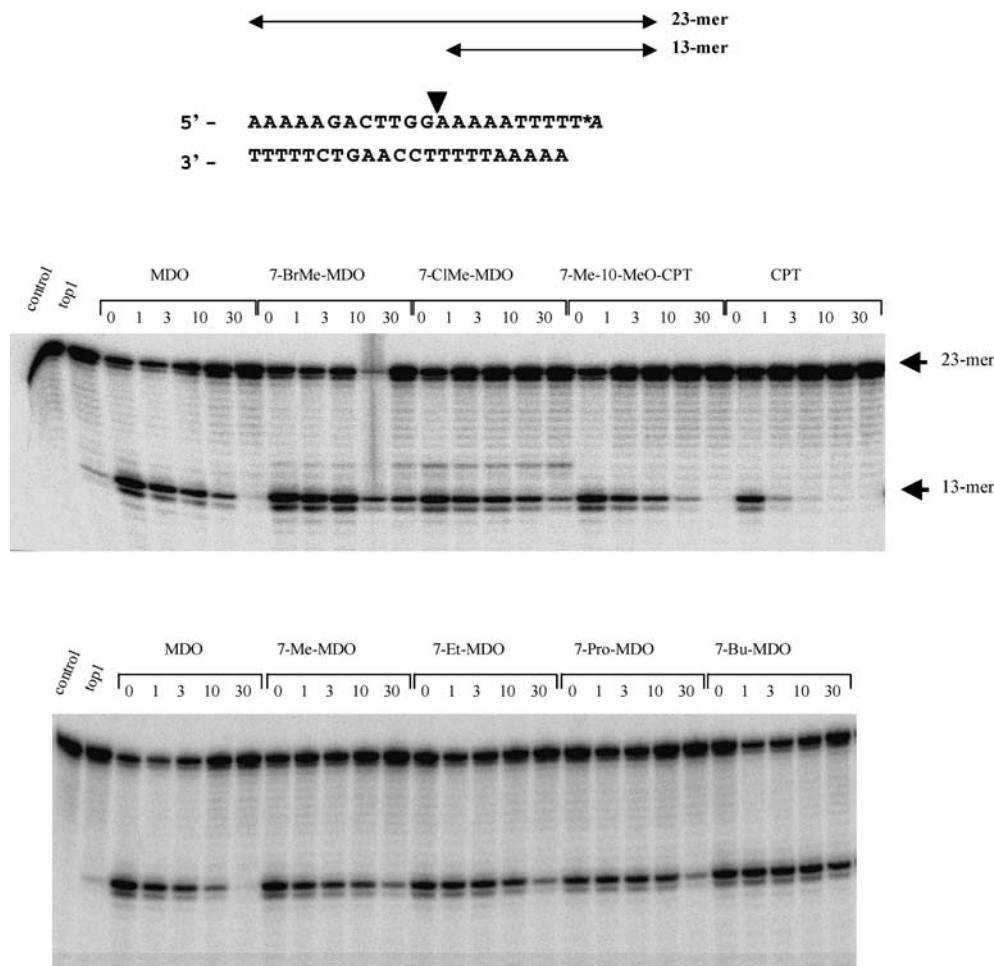 23-mer
13-mer
5' - AAAAAGACTTGGAAAAATTTTT*A
3' - TTTTTCTGAACCTTTTTAAAAA
control top1 MDO 7-BrMe-MDO 7-ClMe-MDO 7-Me-10-MeO-CPT CPT
0 1 3 10 30 0 1 3 10 30 0 1 3 10 30 0 1 3 10 30 0 1 3 10 30
23-mer
13-mer
control top1 MDO 7-Me-MDO 7-Et-MDO 7-Pro-MDO 7-Bu-MDO
0 1 3 10 30 0 1 3 10 30 0 1 3 10 30 0 1 3 10 30 0 1 3 10 30